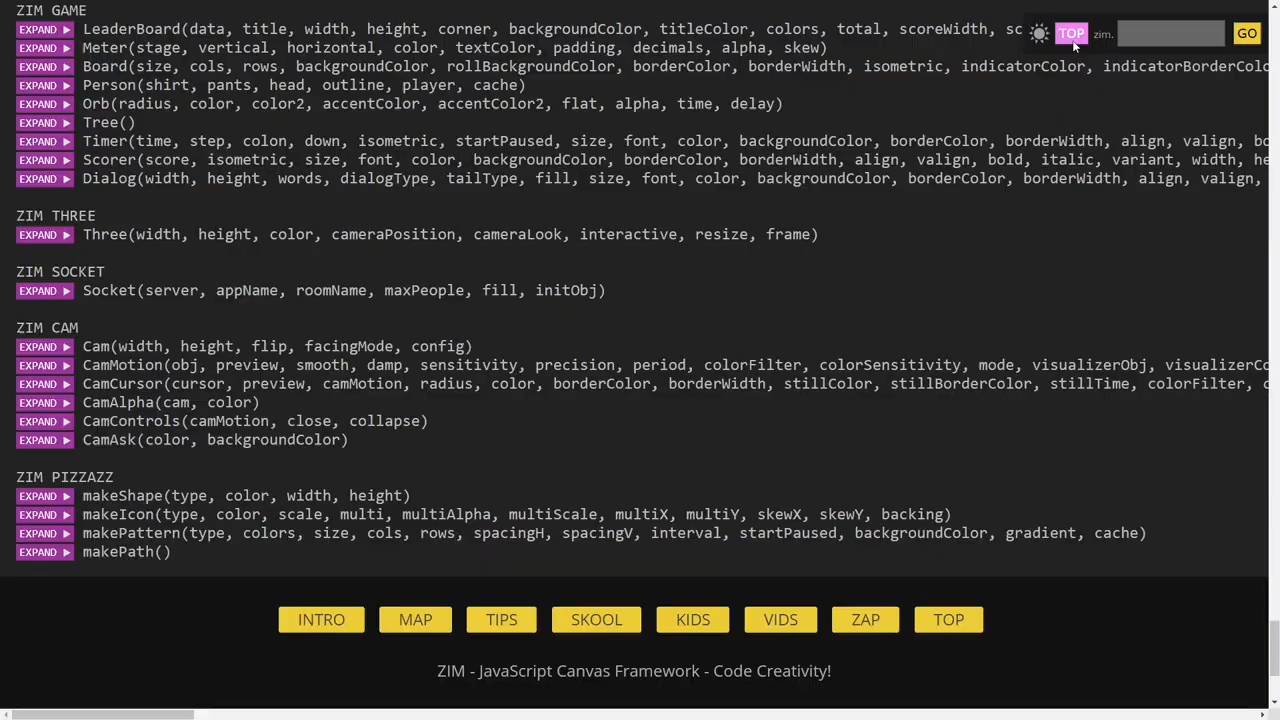 ZIM GAME
EXPAND ► LeaderBoard(data, title, width, height, corner, backgroundColor, titleColor, colors, total, scoreWidth, sc
TOP zim. GO
EXPAND ► Meter(stage, vertical, horizontal, color, textColor, padding, decimals, alpha, skew)
EXPAND ► Board(size, cols, rows, backgroundColor, rollBackgroundColor, borderColor, borderWidth, isometric, indicatorColor, indicatorBorderColo
EXPAND ► Person(shirt, pants, head, outline, player, cache)
EXPAND ► Orb(radius, color, color2, accentColor, accentColor2, flat, alpha, time, delay)
EXPAND ► Tree()
EXPAND ► Timer(time, step, colon, down, isometric, startPaused, size, font, color, backgroundColor, borderColor, borderWidth, align, valign, bo
EXPAND ► Scorer(score, isometric, size, font, color, backgroundColor, borderColor, borderWidth, align, valign, bold, italic, variant, width, he
EXPAND ► Dialog(width, height, words, dialogType, tailType, fill, size, font, color, backgroundColor, borderColor, borderWidth, align, valign,
ZIM THREE
EXPAND ► Three(width, height, color, cameraPosition, cameraLook, interactive, resize, frame)
ZIM SOCKET
EXPAND ► Socket(server, appName, roomName, maxPeople, fill, initObj)
ZIM CAM
EXPAND ► Cam(width, height, flip, facingMode, config)
EXPAND ► CamMotion(obj, preview, smooth, damp, sensitivity, precision, period, colorFilter, colorSensitivity, mode, visualizerObj, visualizerCo
EXPAND ► CamCursor(cursor, preview, camMotion, radius, color, borderColor, borderWidth, stillColor, stillBorderColor, stillTime, colorFilter, c
EXPAND ► CamAlpha(cam, color)
EXPAND ► CamControls(camMotion, close, collapse)
EXPAND ► CamAsk(color, backgroundColor)
ZIM PIZZAZZ
EXPAND ► makeShape(type, color, width, height)
EXPAND ► makeIcon(type, color, scale, multi, multiAlpha, multiScale, multiX, multiY, skewX, skewY, backing)
EXPAND ► makePattern(type, colors, size, cols, rows, spacingH, spacingV, interval, startPaused, backgroundColor, gradient, cache)
EXPAND ► makePath()
INTRO MAP TIPS SKOOL KIDS VIDS ZAP TOP
ZIM - JavaScript Canvas Framework - Code Creativity!